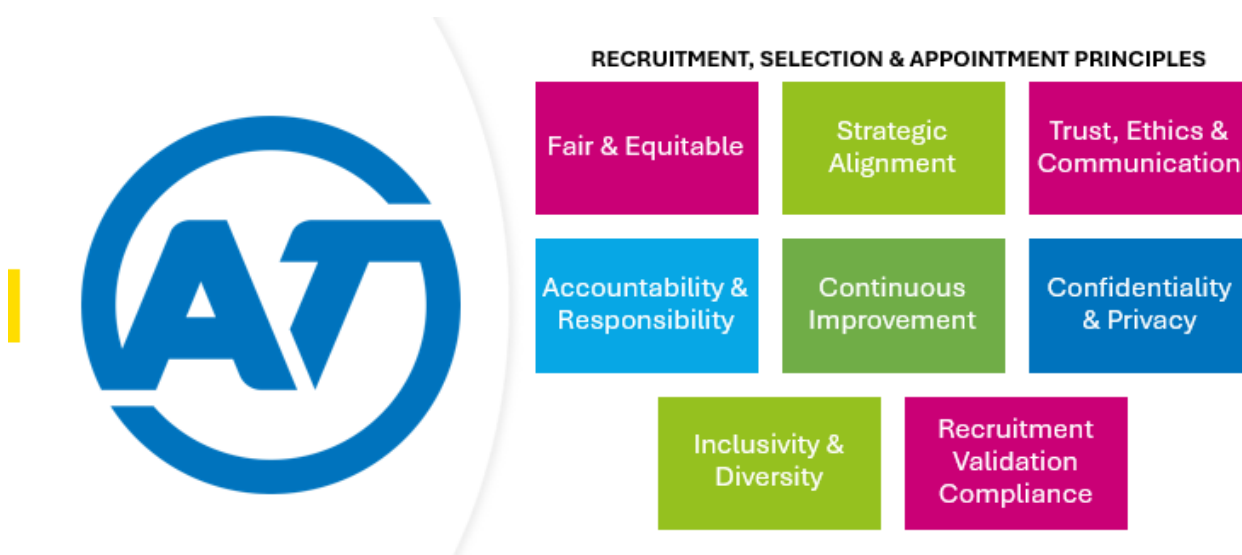 AT
RECRUITMENT, SELECTION & APPOINTMENT PRINCIPLES
Fair & Equitable
Strategic
Alignment
Trust, Ethics &
Communication
Accountability &
Responsibility
Continuous
Improvement
Confidentiality
& Privacy
Inclusivity &
Diversity
Recruitment
Validation
Compliance